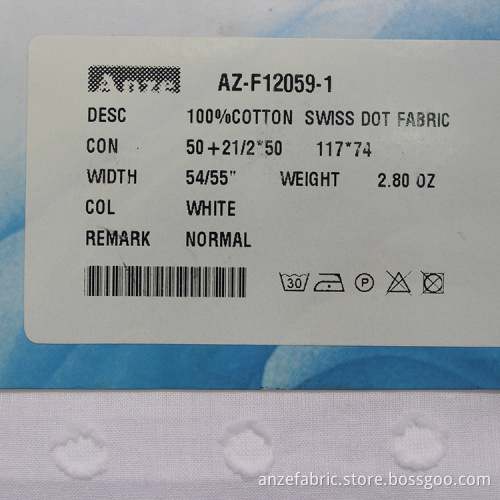 Anze AZ-F12059-1
DESC 100%COTTON SWISS DOT FABRIC
CON 50+21/2*50 117*74
WIDTH 54/55" WEIGHT 2.80 OZ
COL WHITE
REMARK NORMAL
30 P
anzefabric.store.bossgoo.com